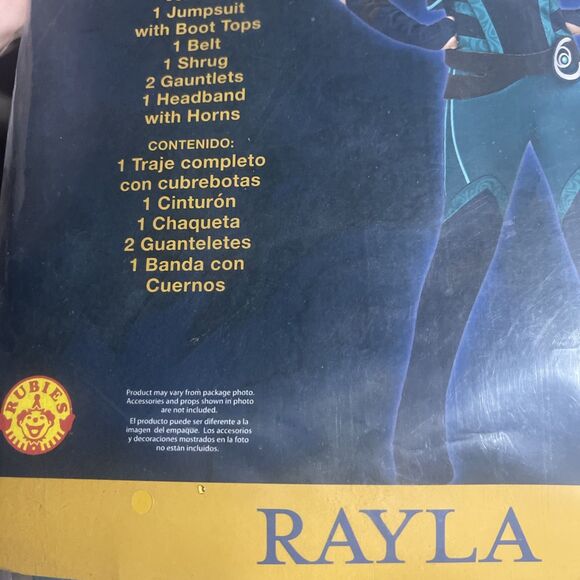 1 Jumpsuit
with Boot Tops
1 Belt
1 Shrug
2 Gauntlets
1 Headband
with Horns
CONTENIDO:
1 Traje completo
con cubrebotas
1 Cinturón
1 Chaqueta
2 Guanteletes
1 Banda con
Cuernos
RUBIES
Product may vary from package photo.
Accessories and props shown in photo
are not included.
El producto puede ser diferente a la
imagen del empaque. Los accesorios
y decoraciones mostrados en la foto
no están incluidos.
RAYLA